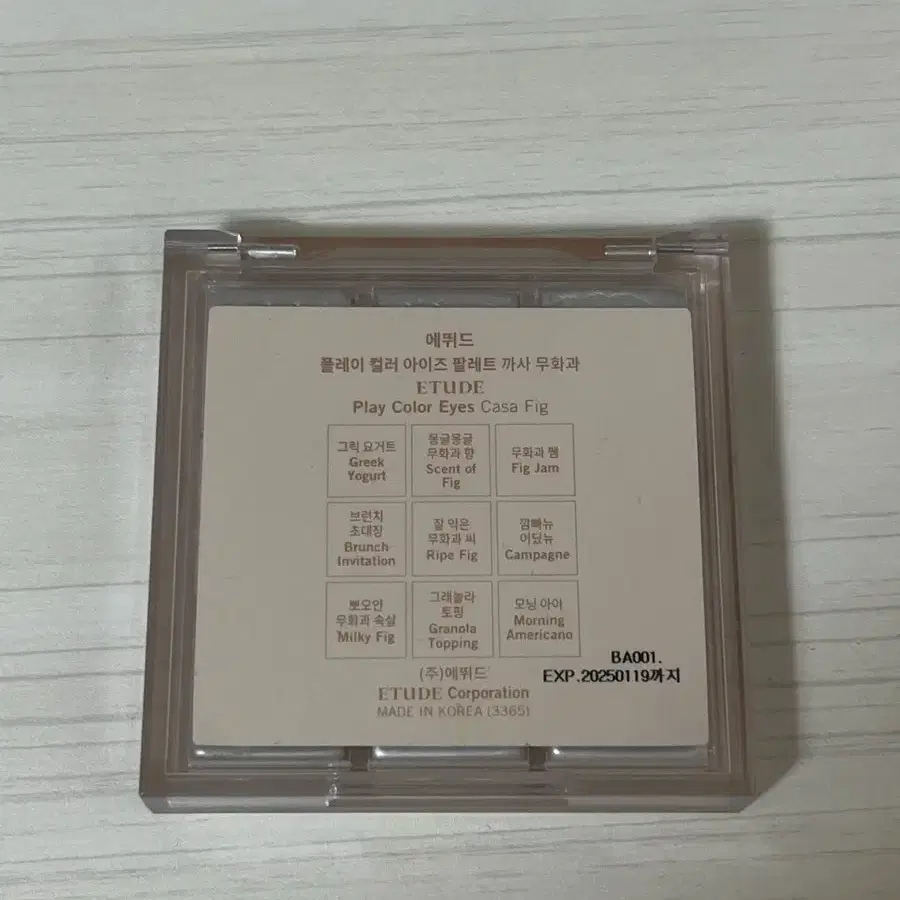 에뛰드
플레이 컬러 아이즈 팔레트 까사 무화과
ETUDE
Play Color Eyes Casa Fig
그릭 요거트
Greek
Yogurt
몽글몽글
무화과 향
Scent of
Fig
무화과 쨈
Fig Jam
브런치
초대장
Brunch
Invitation
잘 익은
무화과 씨
Ripe Fig
깜빠뉴
어딨뉴
Campagne
뽀오얀
무화과 속살
Milky Fig
그래놀라
토핑
Granola
Topping
모닝 아아
Morning
Americano
BA001.
EXP.20250119까지
(주)에뛰드
ETUDE Corporation
MADE IN KOREA (3365)